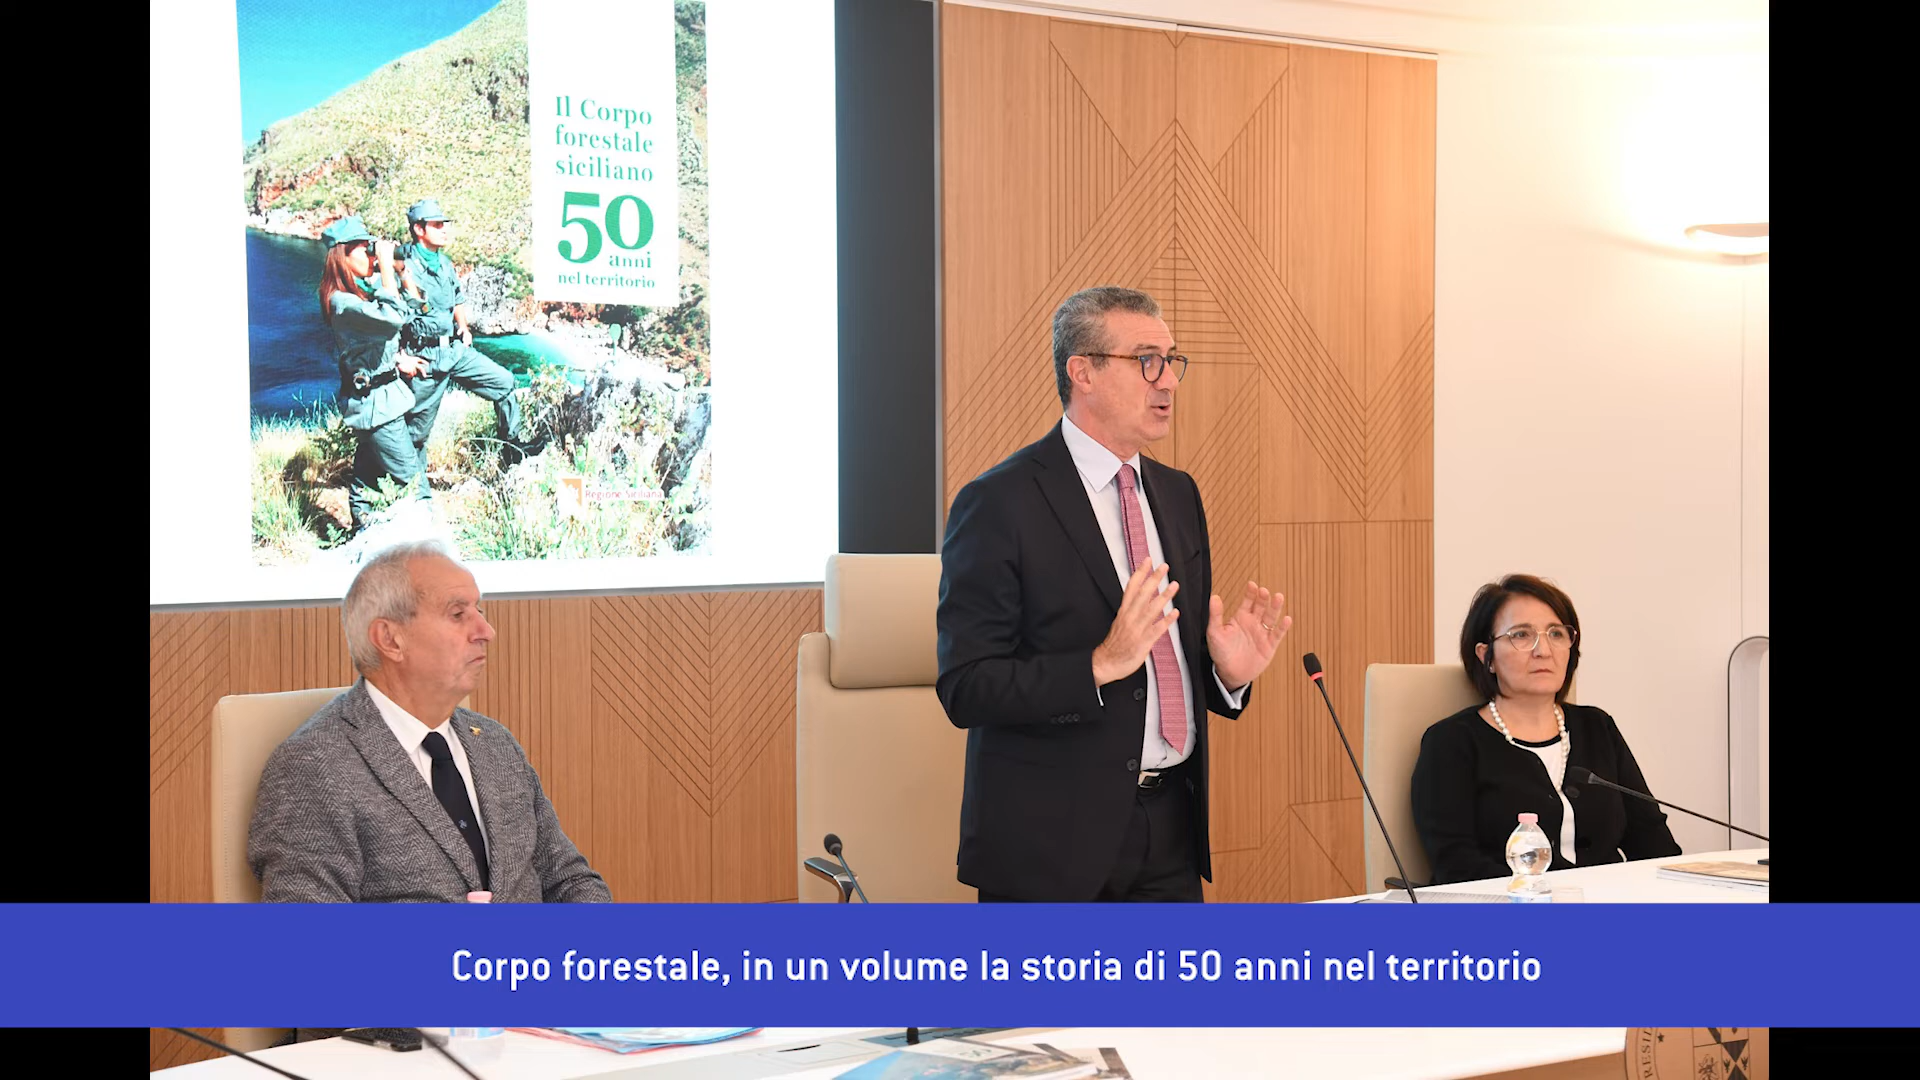 Il Corpo
forestale
siciliano
50
anni
nel territorio
Regione Siciliana
Corpo forestale, in un volume la storia di 50 anni nel territorio
50